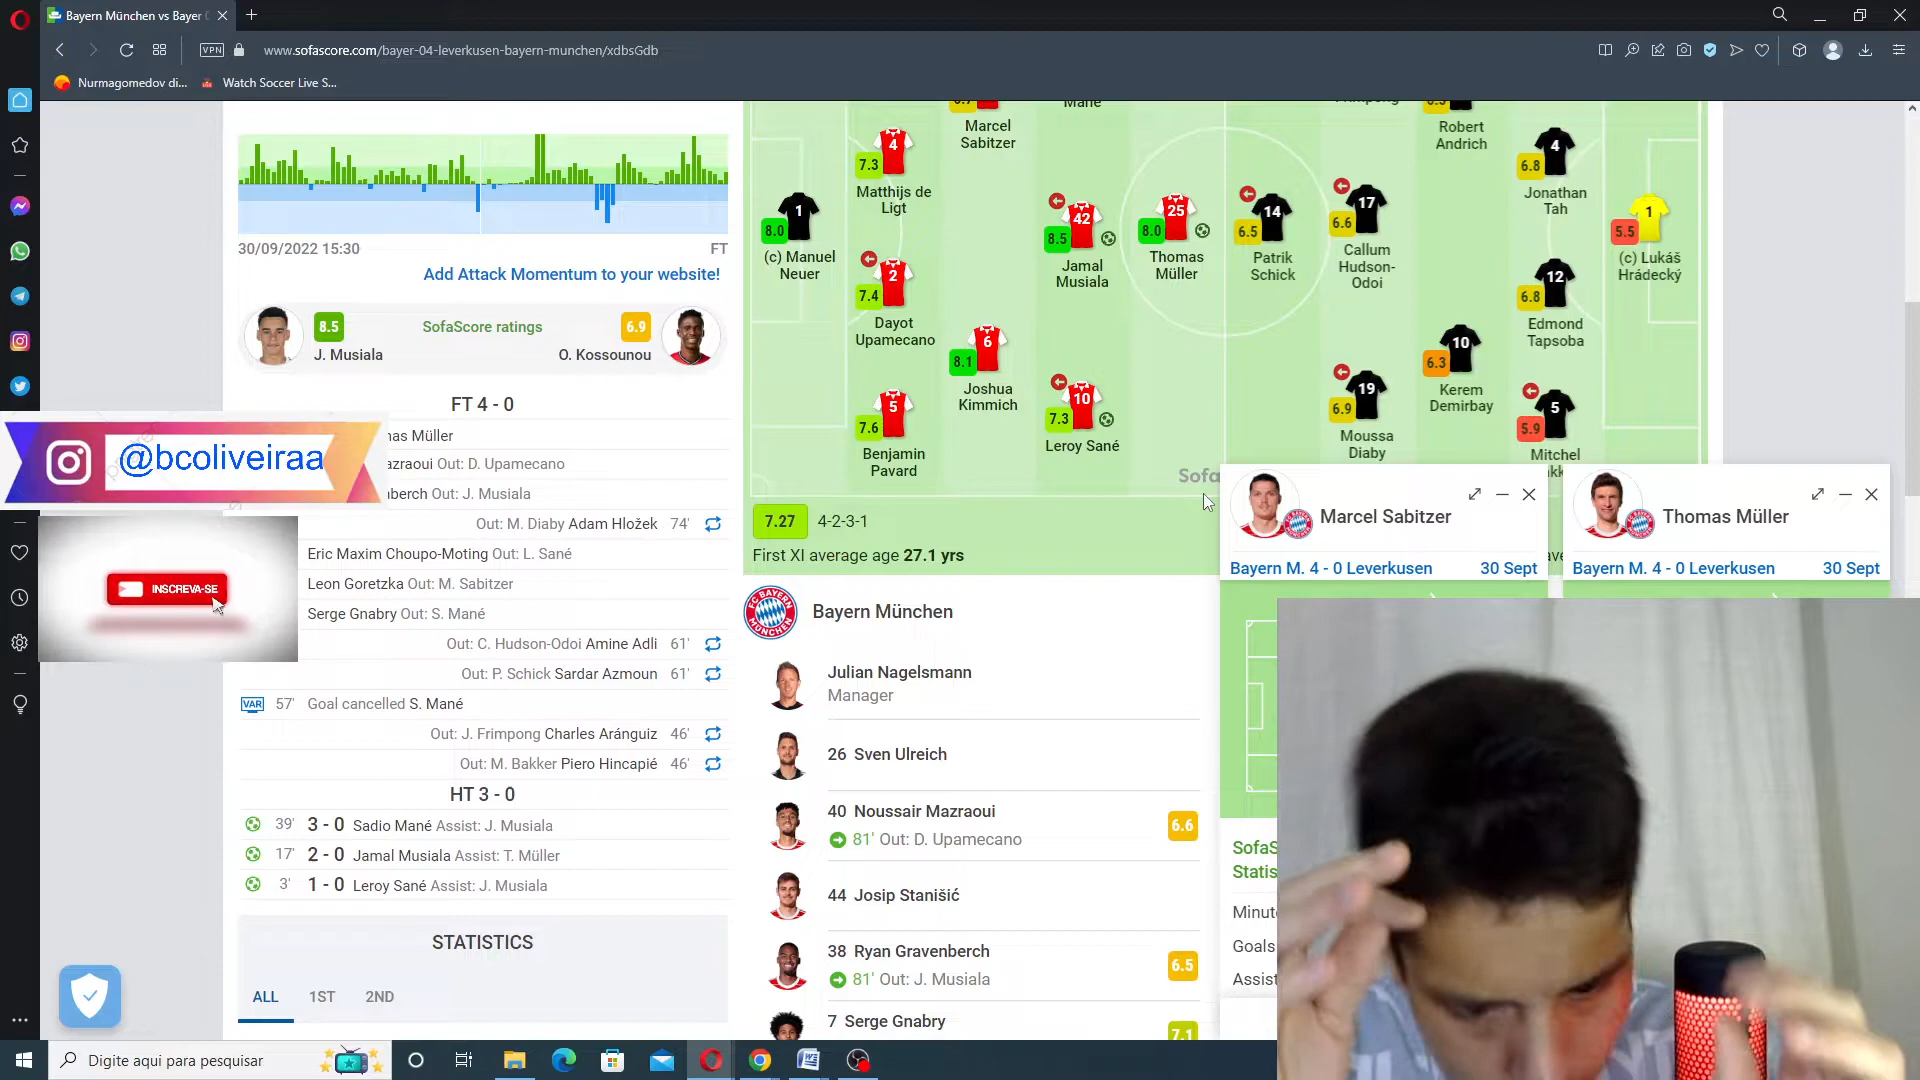 Bayern München vs Bayer
www.sofascore.com/bayer-04-leverkusen-bayern-munchen/xdbsGdb
VPN
Nurmagomedov di...
Watch Soccer Live S...
30/09/2022 15:30
FT
Add Attack Momentum to your website!
8.5
SofaScore ratings
6.9
J. Musiala
O. Kossounou
FT 4 - 0
as Müller
azraoui Out: D. Upamecano
nberch Out: J. Musiala
Out: M. Diaby Adam Hložek 74'
Eric Maxim Choupo-Moting Out: L. Sané
Leon Goretzka Out: M. Sabitzer
Serge Gnabry Out: S. Mané
Out: C. Hudson-Odoi Amine Adli 61'
Out: P. Schick Sardar Azmoun 61'
VAR 57' Goal cancelled S. Mané
Out: J. Frimpong Charles Aránguiz 46'
Out: M. Bakker Piero Hincapié 46'
HT 3 - 0
39' 3 - 0 Sadio Mané Assist: J. Musiala
17' 2 - 0 Jamal Musiala Assist: T. Müller
3' 1 - 0 Leroy Sané Assist: J. Musiala
STATISTICS
ALL 1ST 2ND
@bcoliveiraa
INSCREVA-SE
Marcel
Sabitzer
Mané
Robert
Andrich
4
7.3
Matthijs de
Ligt
4
6.8
Jonathan
Tah
1
8.0
(c) Manuel
Neuer
42
8.5
Jamal
Musiala
25
8.0
Thomas
Müller
14
6.5
Patrik
Schick
17
6.6
Callum
Hudson-
Odoi
1
5.5
(c) Lukáš
Hrádecký
2
7.4
Dayot
Upamecano
12
6.8
Edmond
Tapsoba
6
8.1
Joshua
Kimmich
10
6.3
Kerem
Demirbay
5
7.6
Benjamin
Pavard
10
7.3
Leroy Sané
19
6.9
Moussa
Diaby
5
5.9
Mitchel
Sofa
7.27 4-2-3-1
First XI average age 27.1 yrs
Bayern München
Julian Nagelsmann
Manager
26 Sven Ulreich
40 Noussair Mazraoui
81' Out: D. Upamecano
6.6
44 Josip Stanišić
38 Ryan Gravenberch
81' Out: J. Musiala
6.5
7 Serge Gnabry
7.1
Marcel Sabitzer
Bayern M. 4 - 0 Leverkusen 30 Sept
Thomas Müller
Bayern M. 4 - 0 Leverkusen 30 Sept
SofaS
Statis
Minut
Goals
Assist
Digite aqui para pesquisar